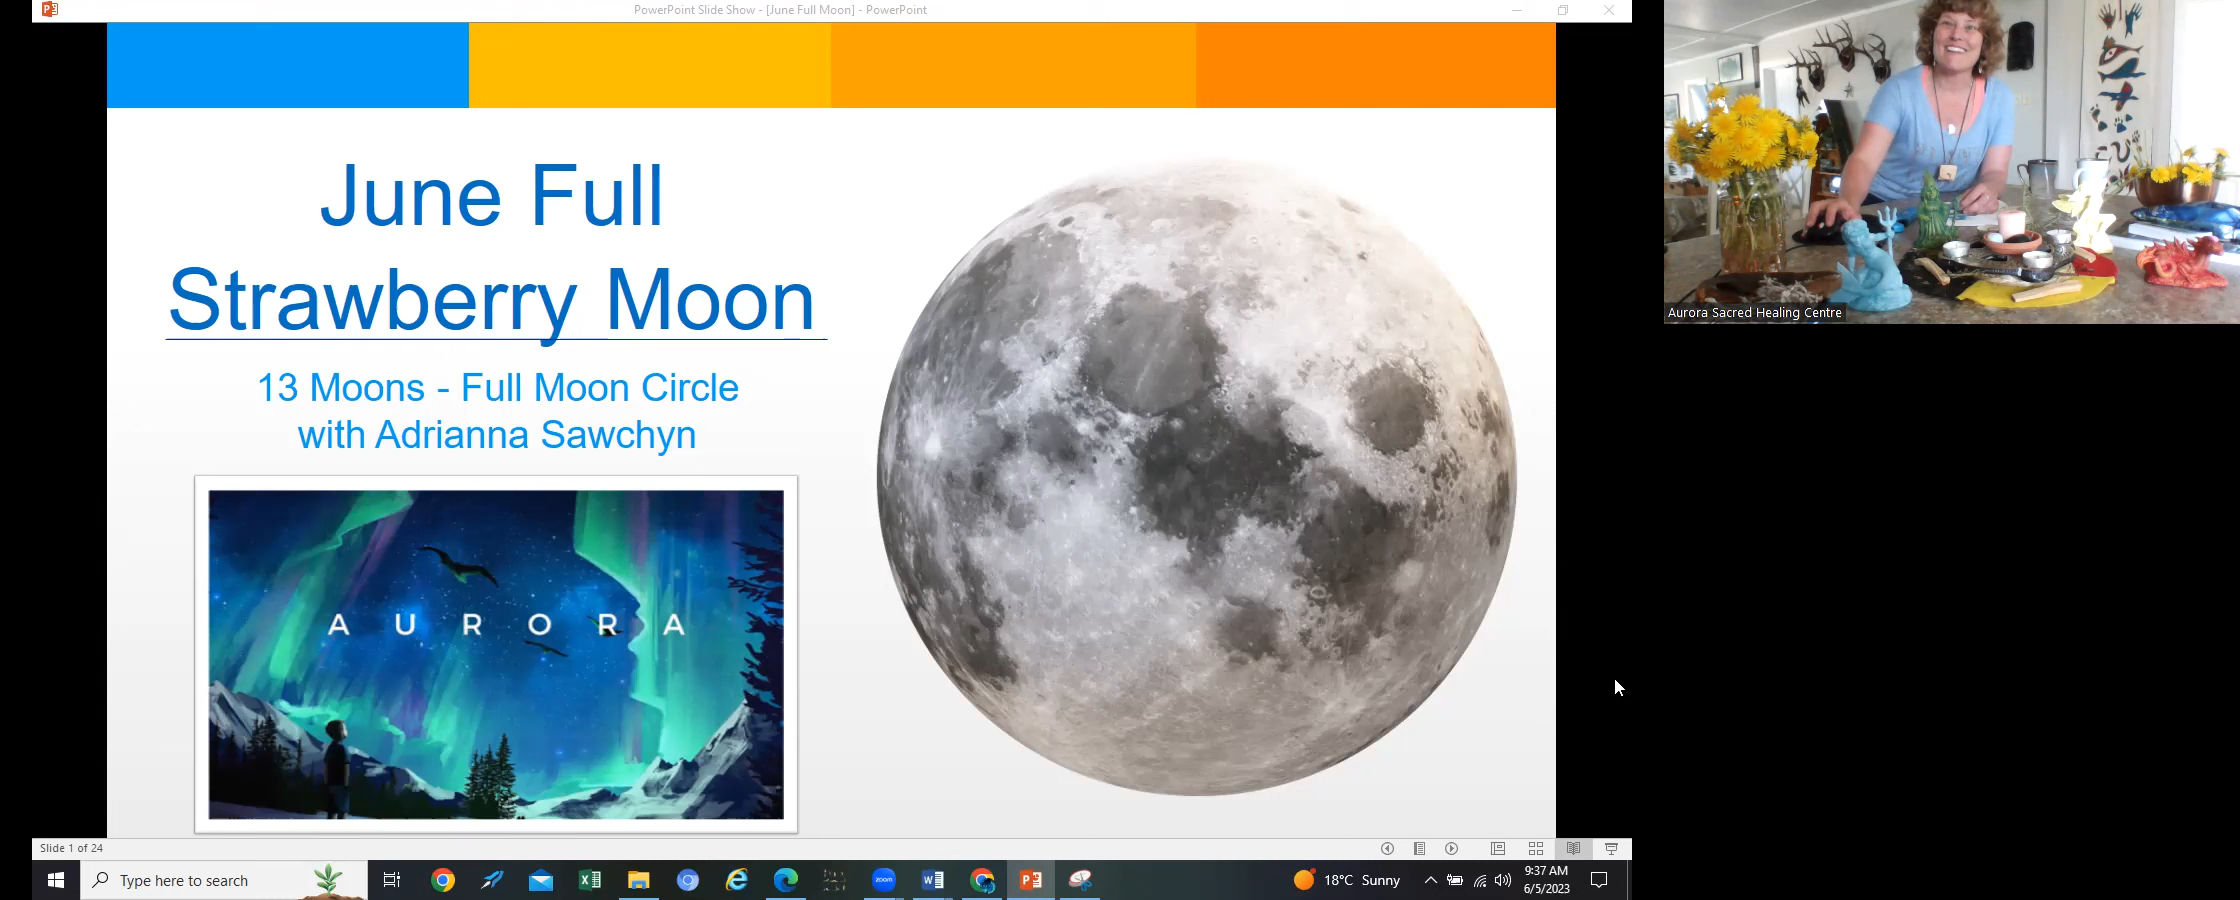 PowerPoint Slide Show - [June Full Moon] - PowerPoint
June Full
Strawberry Moon
13 Moons - Full Moon Circle
with Adrianna Sawchyn
AURORA
Aurora Sacred Healing Centre
Slide 1 of 24
Type here to search
zoom
18°C Sunny
9:37 AM
6/5/2023